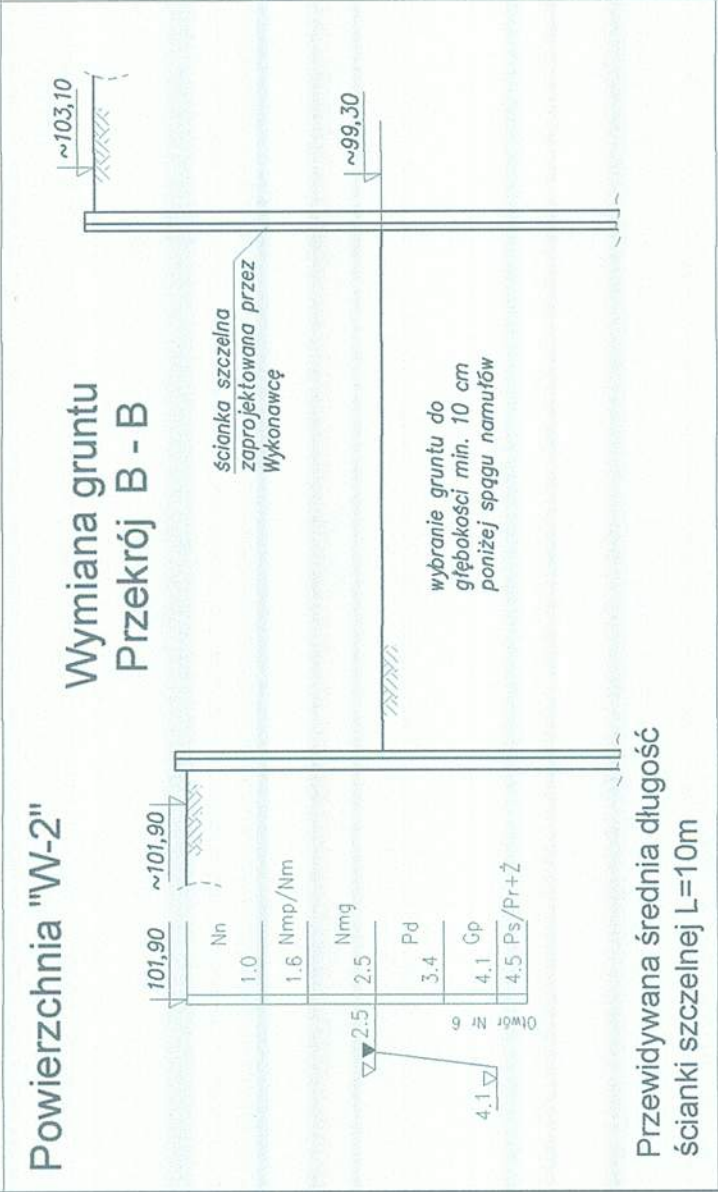 Powierzchnia "W-2"
Wymiana gruntu
Przekrój B - B
101,90
~101,90
~103,10
~99,30
ścianka szczelna
zaprojektowana przez
Wykonawcę
wybranie gruntu do
głębokości min. 10 cm
poniżej spągu namułów
Nn
1.0
1.6 Nmp/Nm
Nmg
2.5
2.5
Pd
3.4
Gp
4.1
4.1
4.5 Ps/Pr+Ż
Otwór Nr 6
Przewidywana średnia długość
ścianki szczelnej L=10m